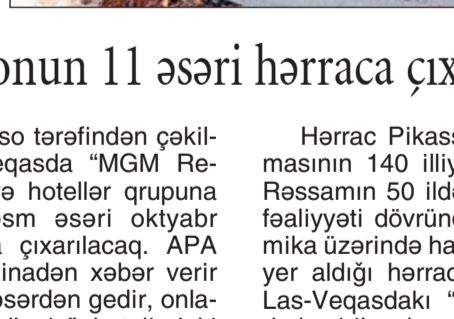 onun 11 əsəri hərraca çıx
so tərəfindən çəkil-
eqasda “MGM Re-
və hotellər qrupuna
əsm əsəri oktyabr
a çıxarılacaq. APA
inadən xəbər verir
əsərdən gedir, onla-
Hərrac Pikass
masının 140 illiy
Rəssamın 50 ildə
fəaliyyəti dövründ
mika üzərində ha
yer aldığı hərrac
Las-Veqasdakı “